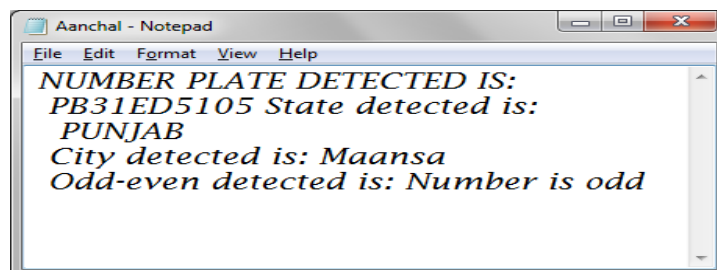 Aanchal - Notepad
File Edit Format View Help
NUMBER PLATE DETECTED IS:
PB31ED5105 State detected is:
PUNJAB
City detected is: Maansa
Odd-even detected is: Number is odd